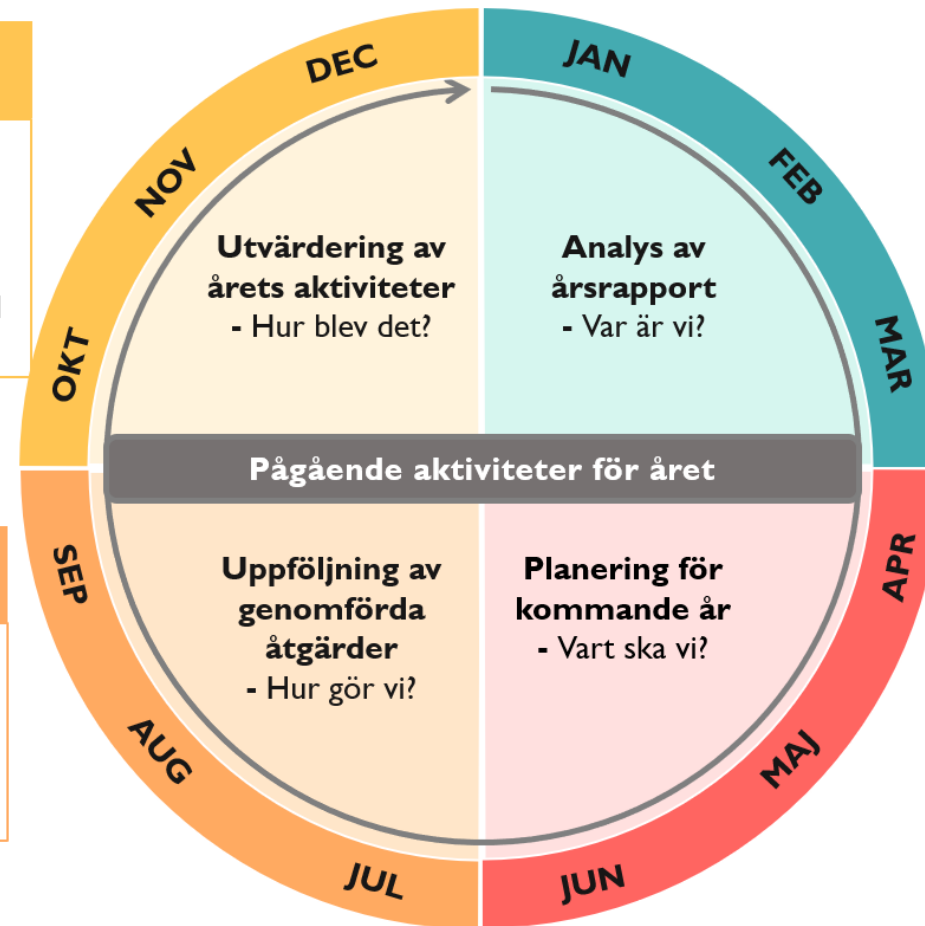 DEC
JAN
NOV
FEB
OKT
MAR
Utvärdering av
årets aktiviteter
- Hur blev det?
Analys av
årsrapport
- Var är vi?
Pågående aktiviteter för året
Uppföljning av
genomförda
åtgärder
- Hur gör vi?
Planering för
kommande år
- Vart ska vi?
SEP
APR
AUG
MAJ
JUL
JUN